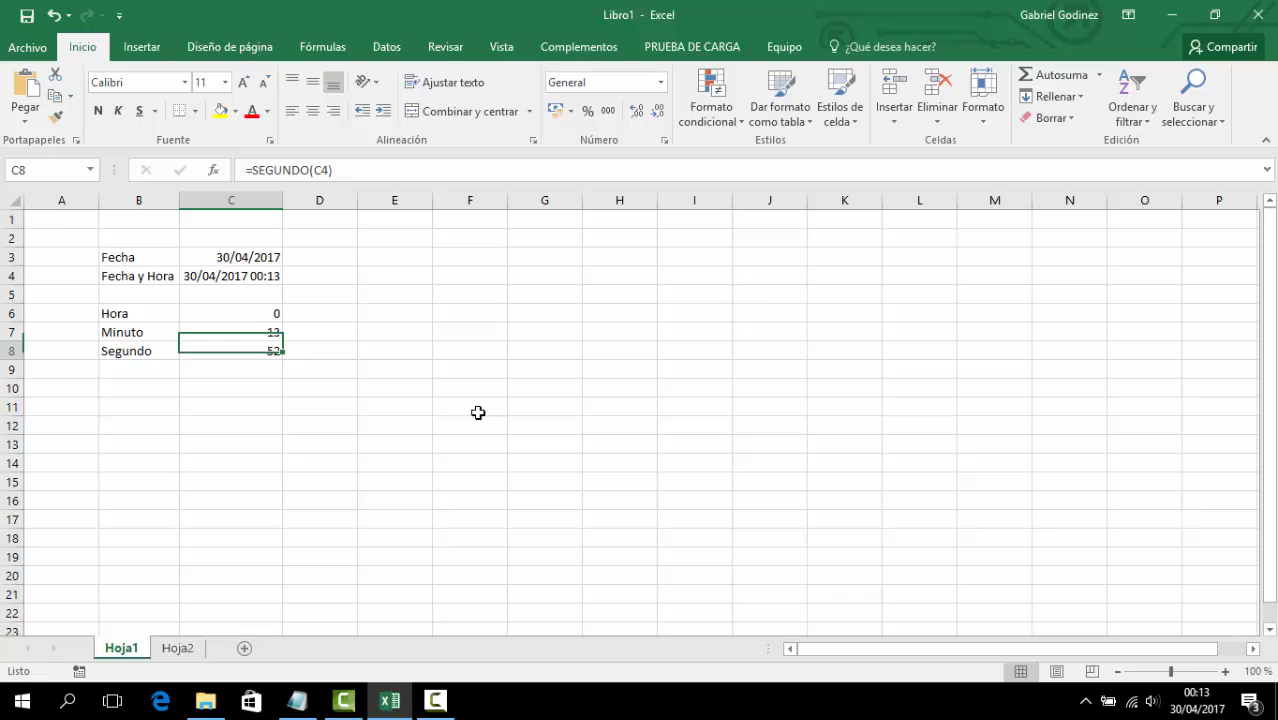 Libro1 - Excel
Gabriel Godinez
Archivo Inicio Insertar Diseño de página Fórmulas Datos Revisar Vista Complementos PRUEBA DE CARGA Equipo ¿Qué desea hacer? Compartir
Pegar
Portapapeles
Calibri 11
N K S
Fuente
Ajustar texto
Combinar y centrar
Alineación
General
% 000
Número
Formato condicional
Dar formato como tabla
Estilos de celda
Estilos
Insertar Eliminar Formato
Celdas
Autosuma
Rellenar
Borrar
Ordenar y filtrar
Buscar y seleccionar
Edición
C8 fx =SEGUNDO(C4)
A B C D E F G H I J K L M N O P
1
2
3 Fecha 30/04/2017
4 Fecha y Hora 30/04/2017 00:13
5
6 Hora 0
7 Minuto 13
8 Segundo 52
9
10
11
12
13
14
15
16
17
18
19
20
21
22
23
Hoja1 Hoja2
Listo 100 %
00:13
30/04/2017
3